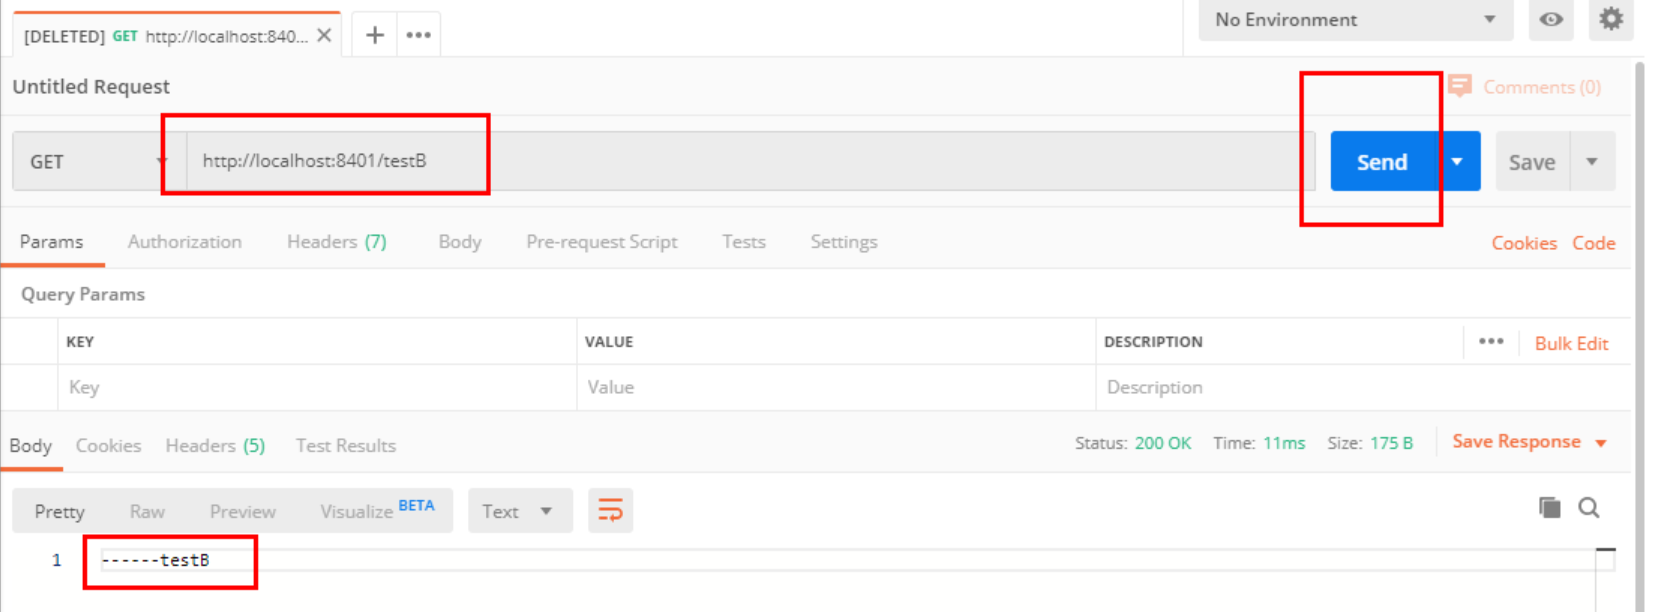 [DELETED] GET http://localhost:840... No Environment
Untitled Request Comments (0)
GET http://localhost:8401/testB Send Save
Params Authorization Headers (7) Body Pre-request Script Tests Settings Cookies Code
Query Params
KEY VALUE DESCRIPTION ••• Bulk Edit
Key Value Description
Body Cookies Headers (5) Test Results Status: 200 OK Time: 11ms Size: 175 B Save Response
Pretty Raw Preview Visualize BETA Text
1 ------testB